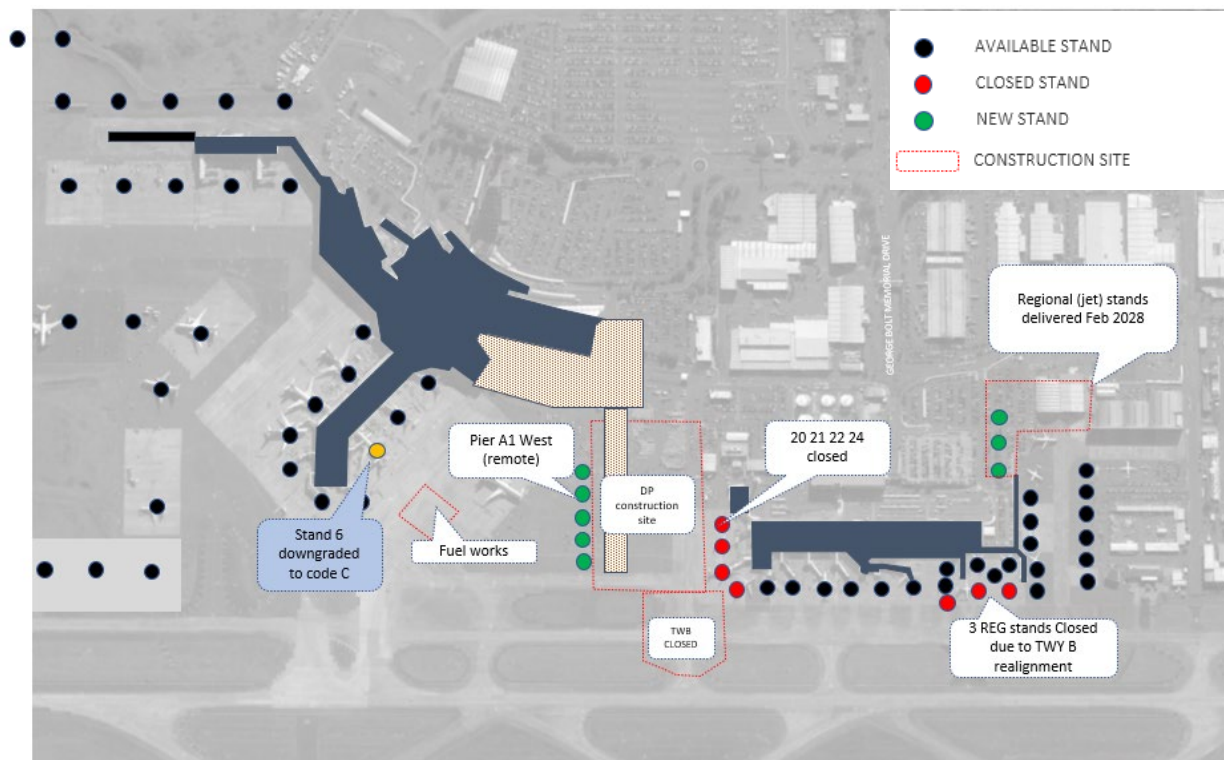 AVAILABLE STAND
CLOSED STAND
NEW STAND
CONSTRUCTION SITE
GEORGE BOLT MEMORIAL DRIVE
Regional (jet) stands
delivered Feb 2028
Pier A1 West
(remote)
20 21 22 24
closed
DP
construction
site
Stand 6
downgraded
to code C
Fuel works
TWB
CLOSED
3 REG stands Closed
due to TWY B
realignment